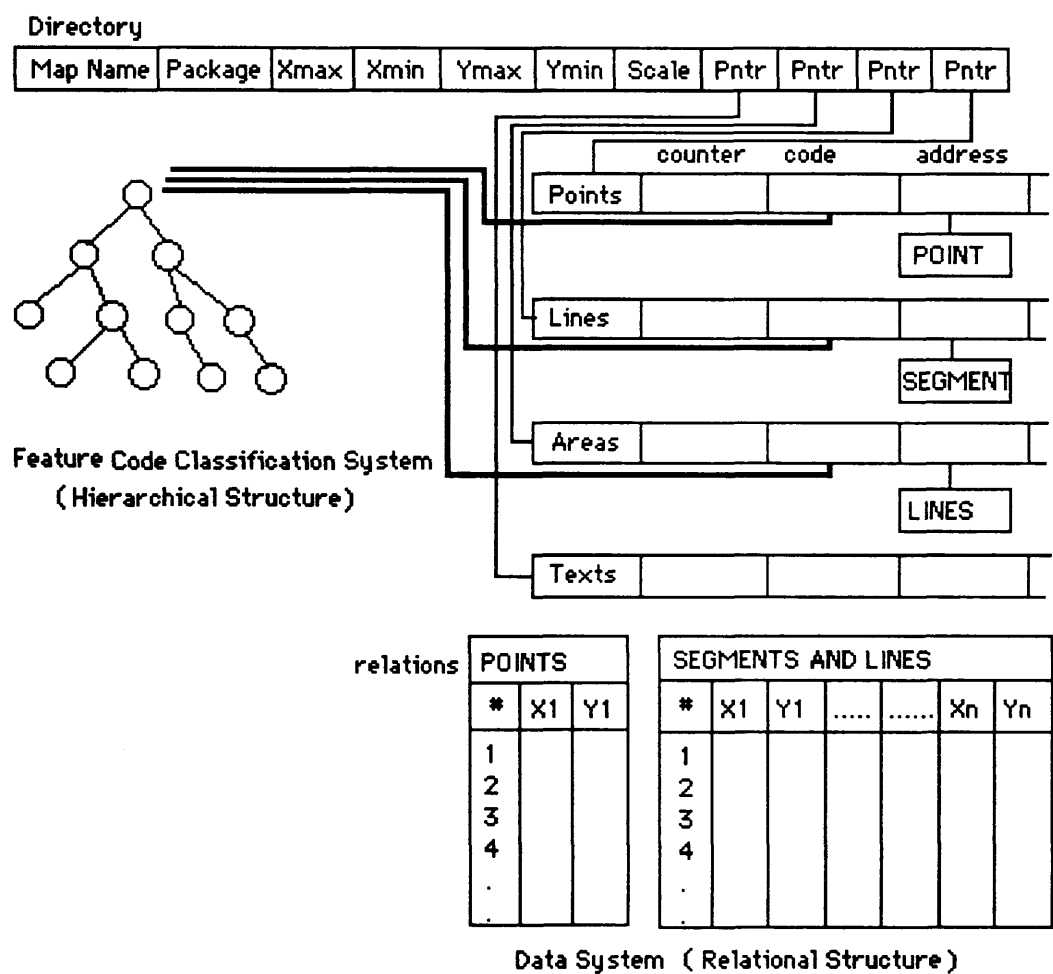 Directory
Map Name Package Xmax Xmin Ymax Ymin Scale Pntr Pntr Pntr Pntr
counter code address
Points
POINT
Lines
SEGMENT
Areas
LINES
Texts
Feature Code Classification System
(Hierarchical Structure)
relations POINTS
# X1 Y1
1
2
3
4
.
.
SEGMENTS AND LINES
# X1 Y1 ..... ...... Xn Yn
1
2
3
4
.
.
Data System (Relational Structure)